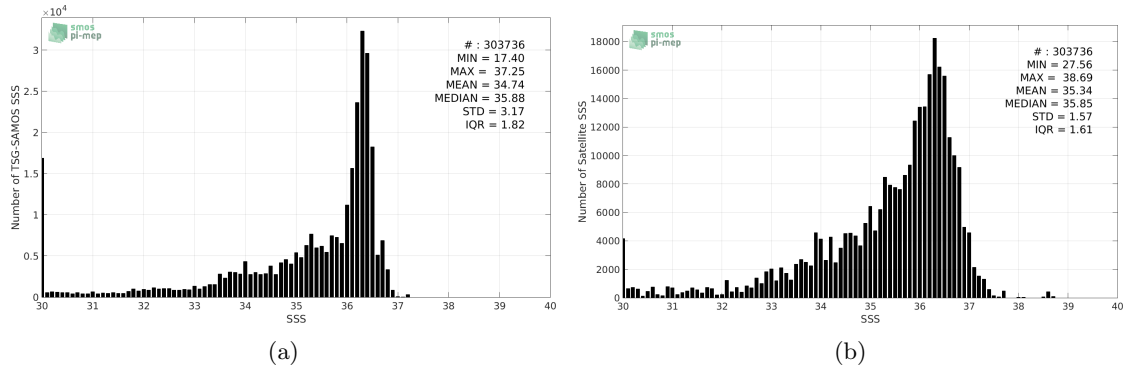 ×10⁴
smos
pi-mep
# : 303736
MIN = 17.40
MAX = 37.25
MEAN = 34.74
MEDIAN = 35.88
STD = 3.17
IQR = 1.82
Number of TSG-SAMOS SSS
3
2.5
2
1.5
1
0.5
0
30 31 32 33 34 35 36 37 38 39 40
SSS
(a)
smos
pi-mep
# : 303736
MIN = 27.56
MAX = 38.69
MEAN = 35.34
MEDIAN = 35.85
STD = 1.57
IQR = 1.61
Number of Satellite SSS
18000
16000
14000
12000
10000
8000
6000
4000
2000
0
30 31 32 33 34 35 36 37 38 39 40
SSS
(b)